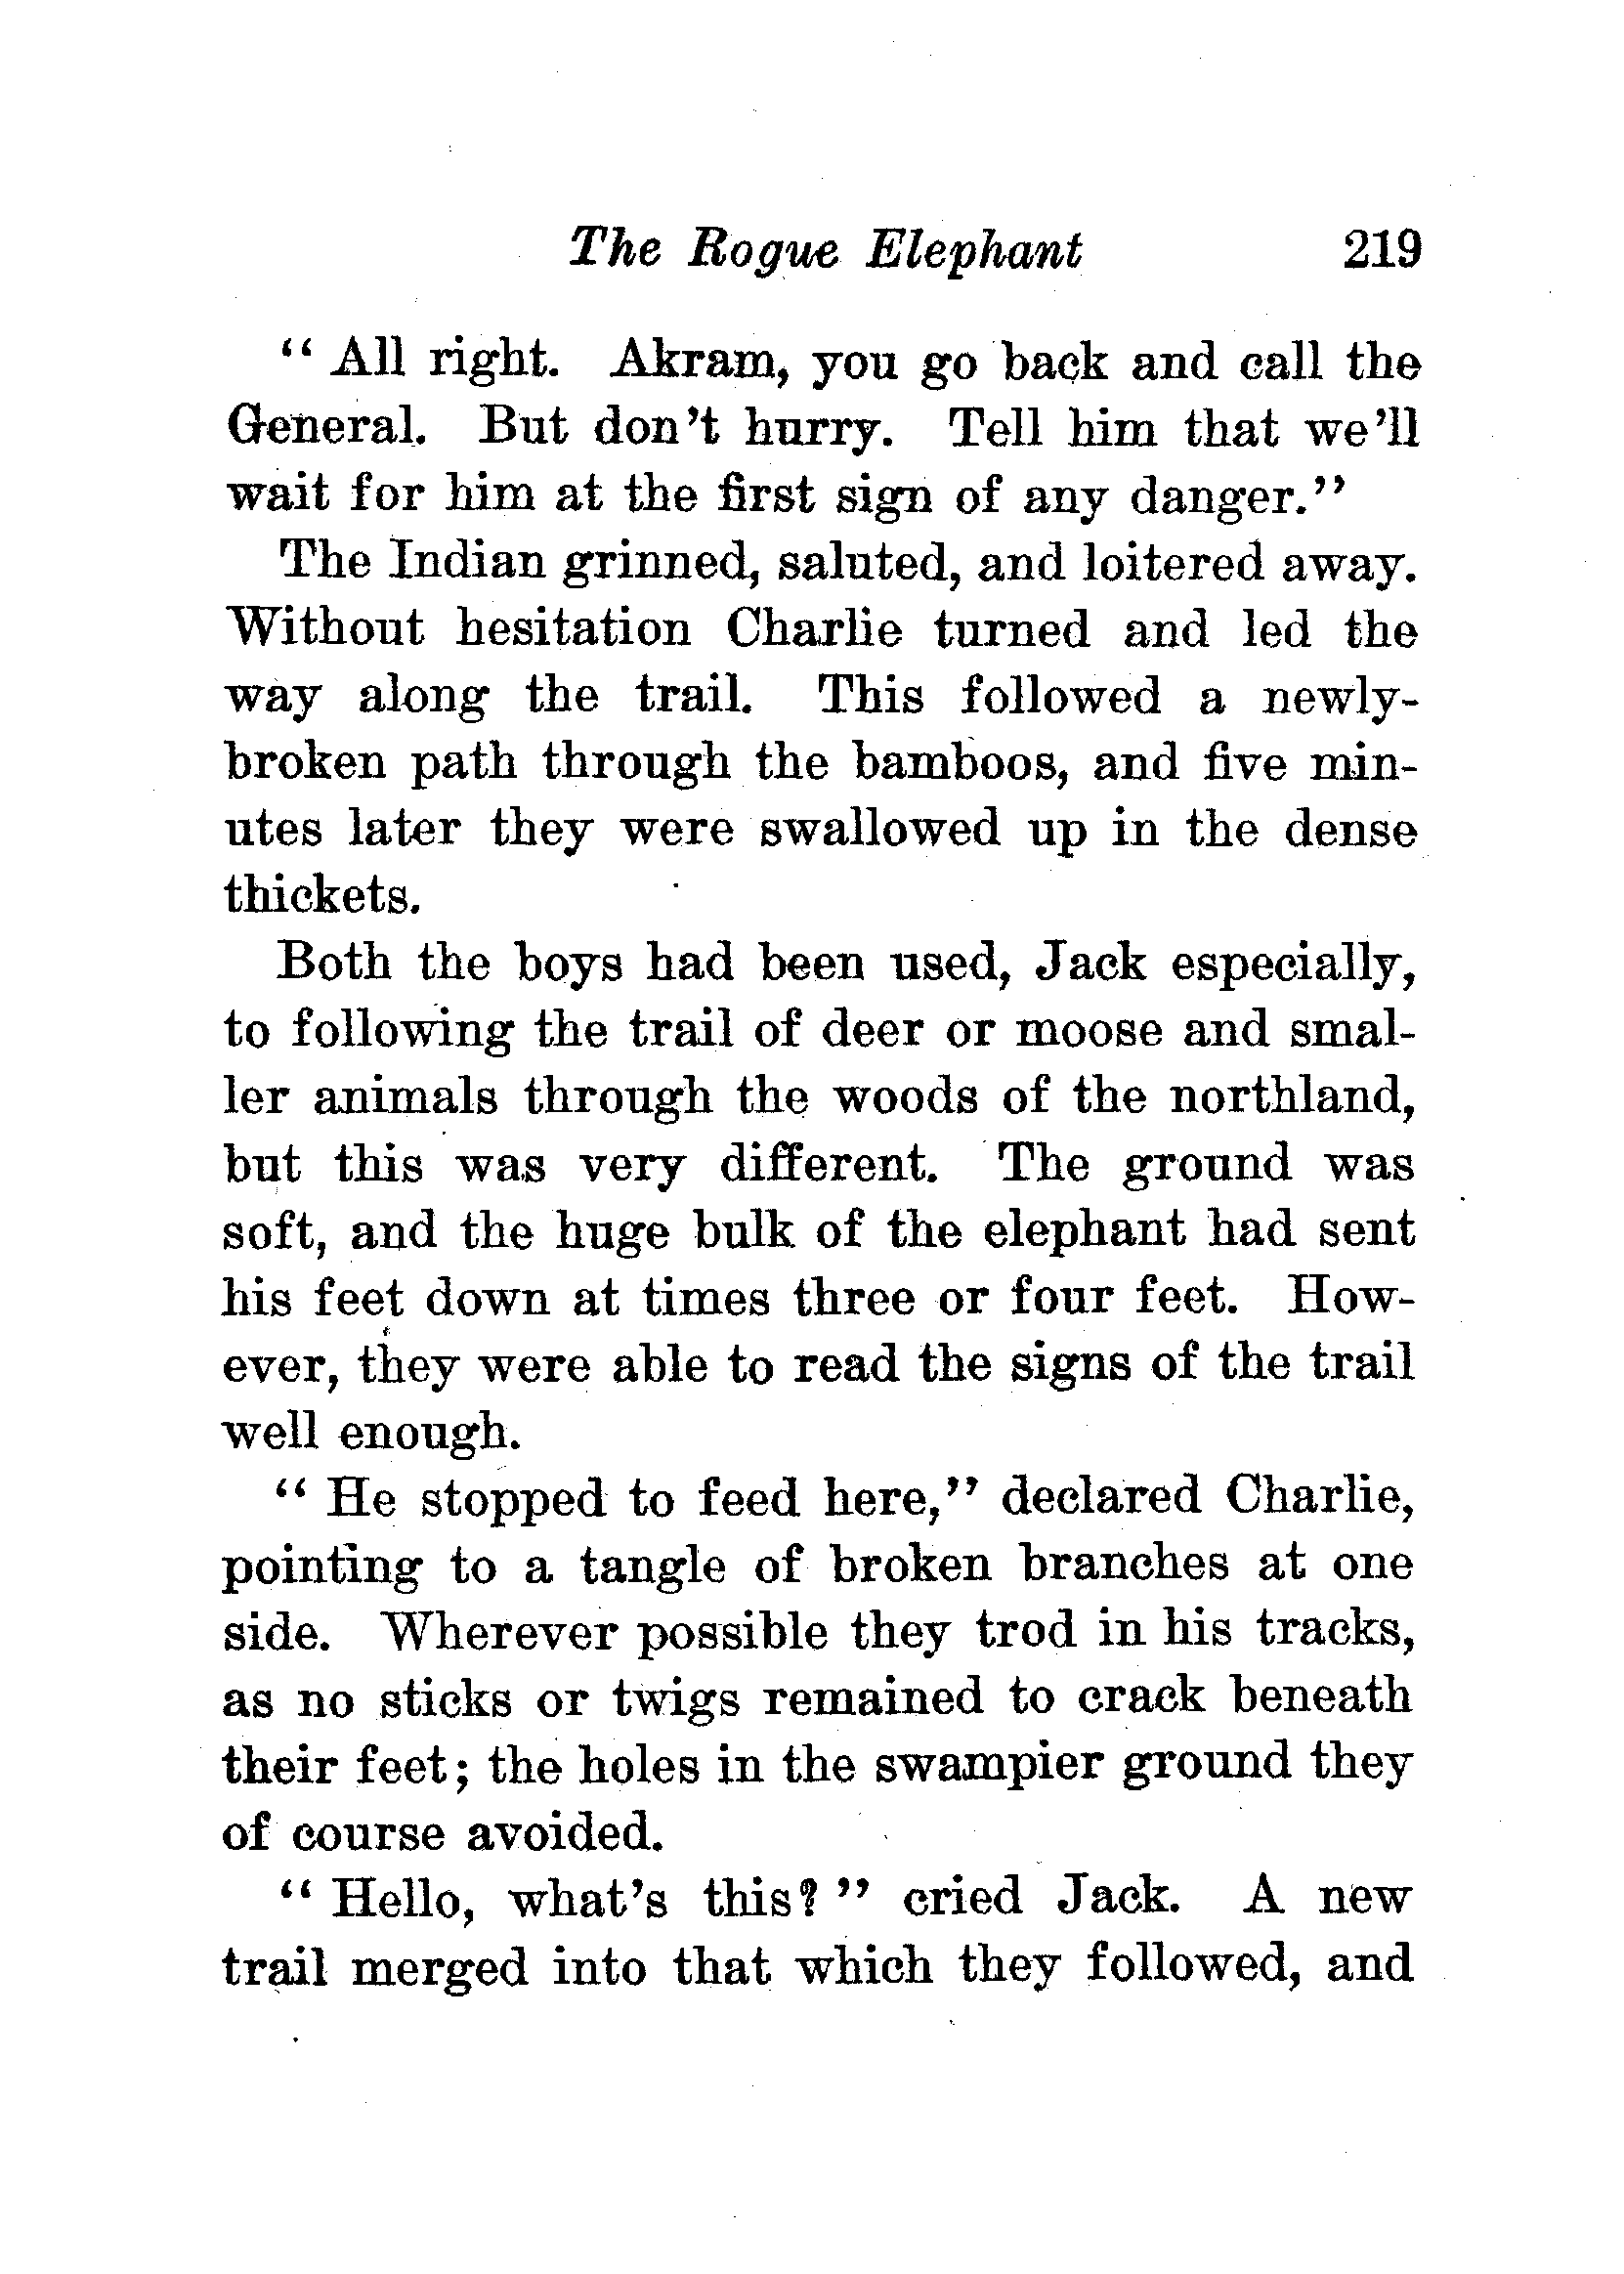 The Rogue Elephant 219
“ All right. Akram, you go back and call the
General. But don’t hurry. Tell him that we’ll
wait for him at the first sign of any danger.”
The Indian grinned, saluted, and loitered away.
Without hesitation Charlie turned and led the
way along the trail. This followed a newly-
broken path through the bamboos, and five min-
utes later they were swallowed up in the dense
thickets.
Both the boys had been used, Jack especially,
to following the trail of deer or moose and smal-
ler animals through the woods of the northland,
but this was very different. The ground was
soft, and the huge bulk of the elephant had sent
his feet down at times three or four feet. How-
ever, they were able to read the signs of the trail
well enough.
“ He stopped to feed here,” declared Charlie,
pointing to a tangle of broken branches at one
side. Wherever possible they trod in his tracks,
as no sticks or twigs remained to crack beneath
their feet; the holes in the swampier ground they
of course avoided.
“ Hello, what’s this? ” cried Jack. A new
trail merged into that which they followed, and